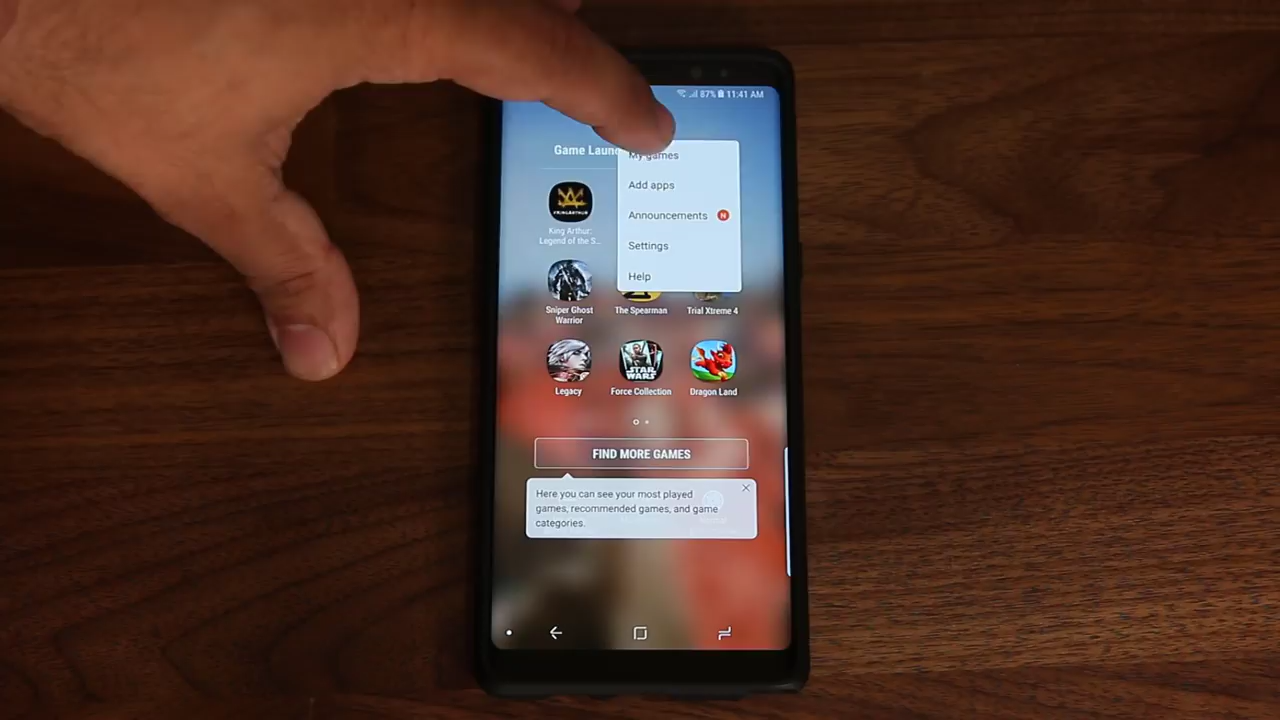 87% 11:41 AM
Game Laun
My games
Add apps
Announcements N
Settings
Help
King Arthur:
Legend of the S...
Sniper Ghost
Warrior
The Spearman
Trial Xtreme 4
STAR
WARS
Legacy
Force Collection
Dragon Land
FIND MORE GAMES
Here you can see your most played
games, recommended games, and game
categories.